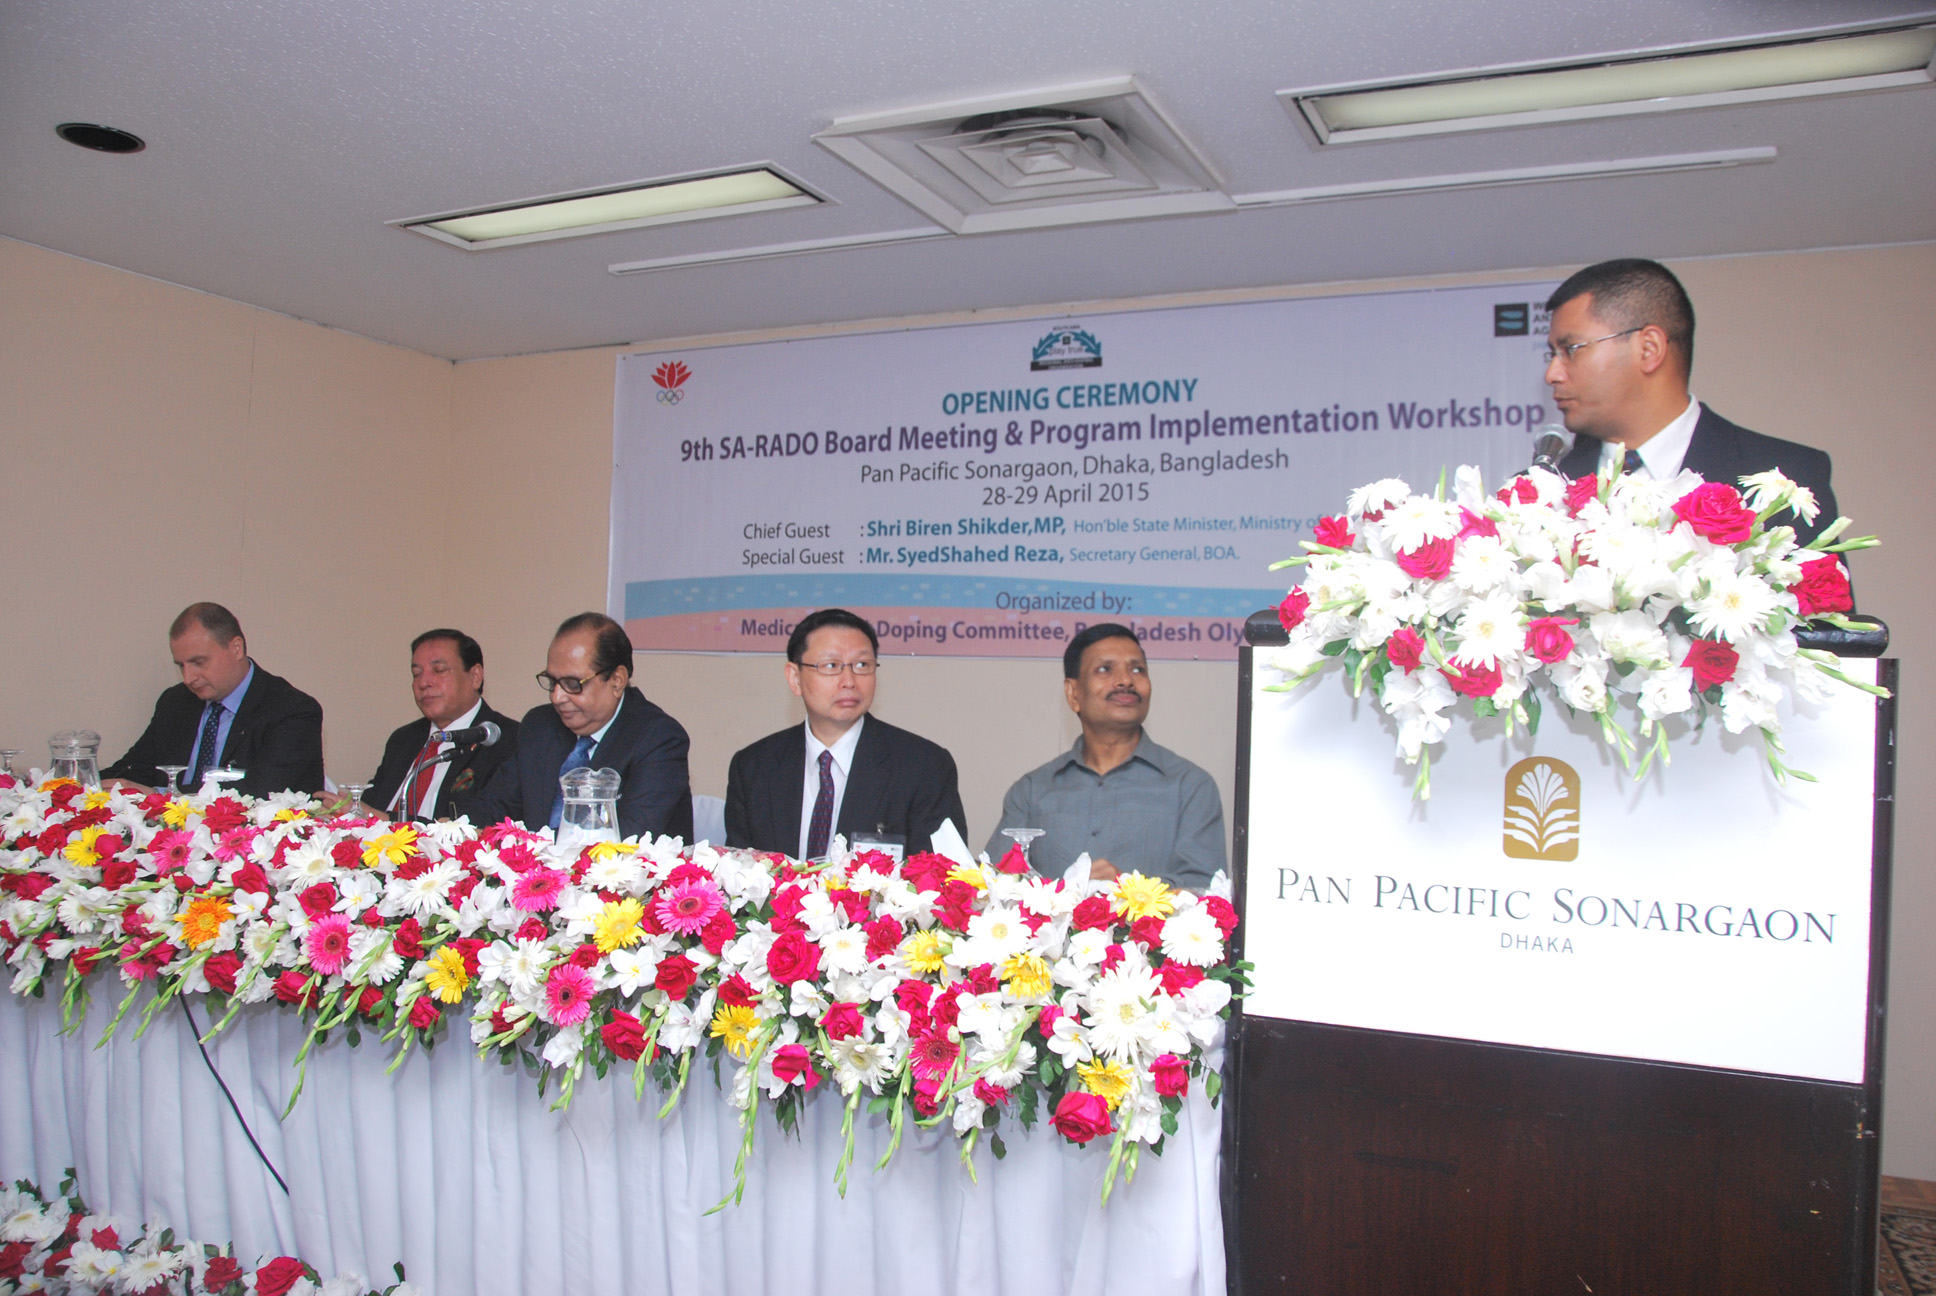 OPENING CEREMONY
9th SA-RADO Board Meeting & Program Implementation Workshop
Pan Pacific Sonargaon, Dhaka, Bangladesh
28-29 April 2015
Chief Guest : Shri Biren Shikder,MP, Hon'ble State Minister, Ministry of
Special Guest : Mr. SyedShahed Reza, Secretary General, BOA.
Organized by:
Doping Committee,
play true
PAN PACIFIC SONARGAON
DHAKA